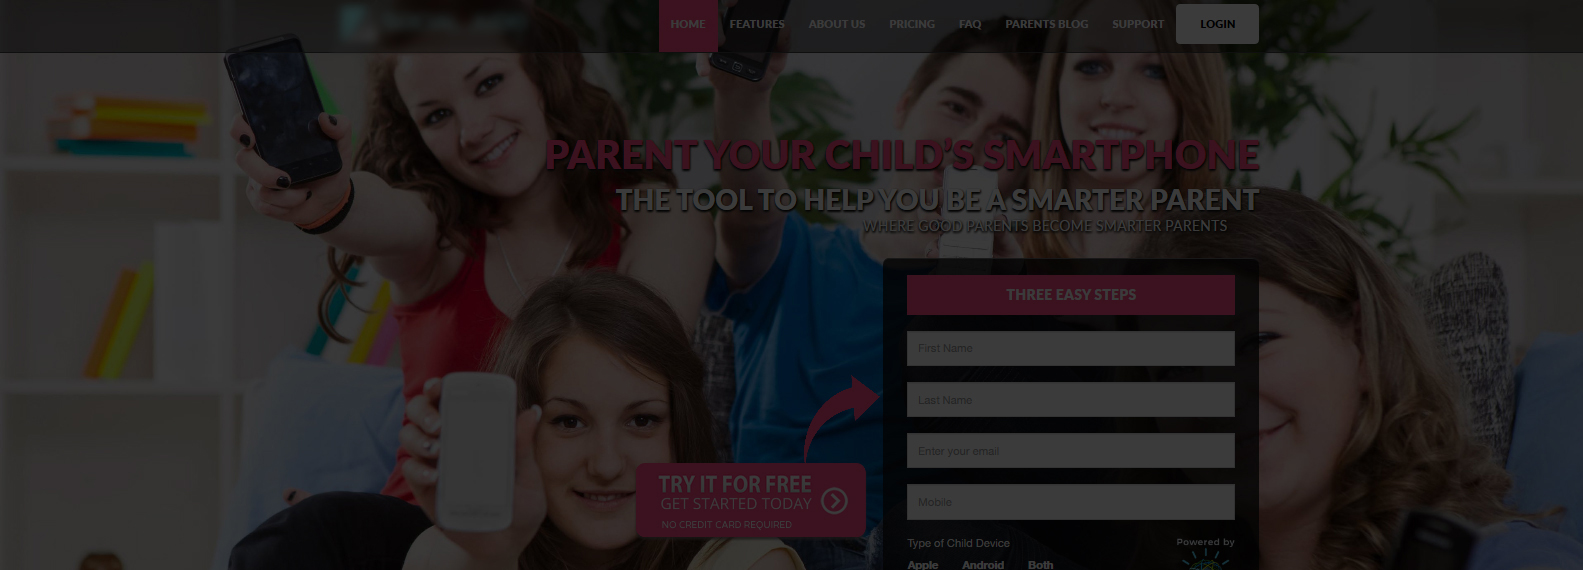 HOME FEATURES ABOUT US PRICING FAQ PARENTS BLOG SUPPORT LOGIN
PARENT YOUR CHILD'S SMARTPHONE
THE TOOL TO HELP YOU BE A SMARTER PARENT
WHERE GOOD PARENTS BECOME SMARTER PARENTS
THREE EASY STEPS
First Name
Last Name
Enter your email
Mobile
TRY IT FOR FREE
GET STARTED TODAY
NO CREDIT CARD REQUIRED
Type of Child Device
Powered by
Apple Android Both